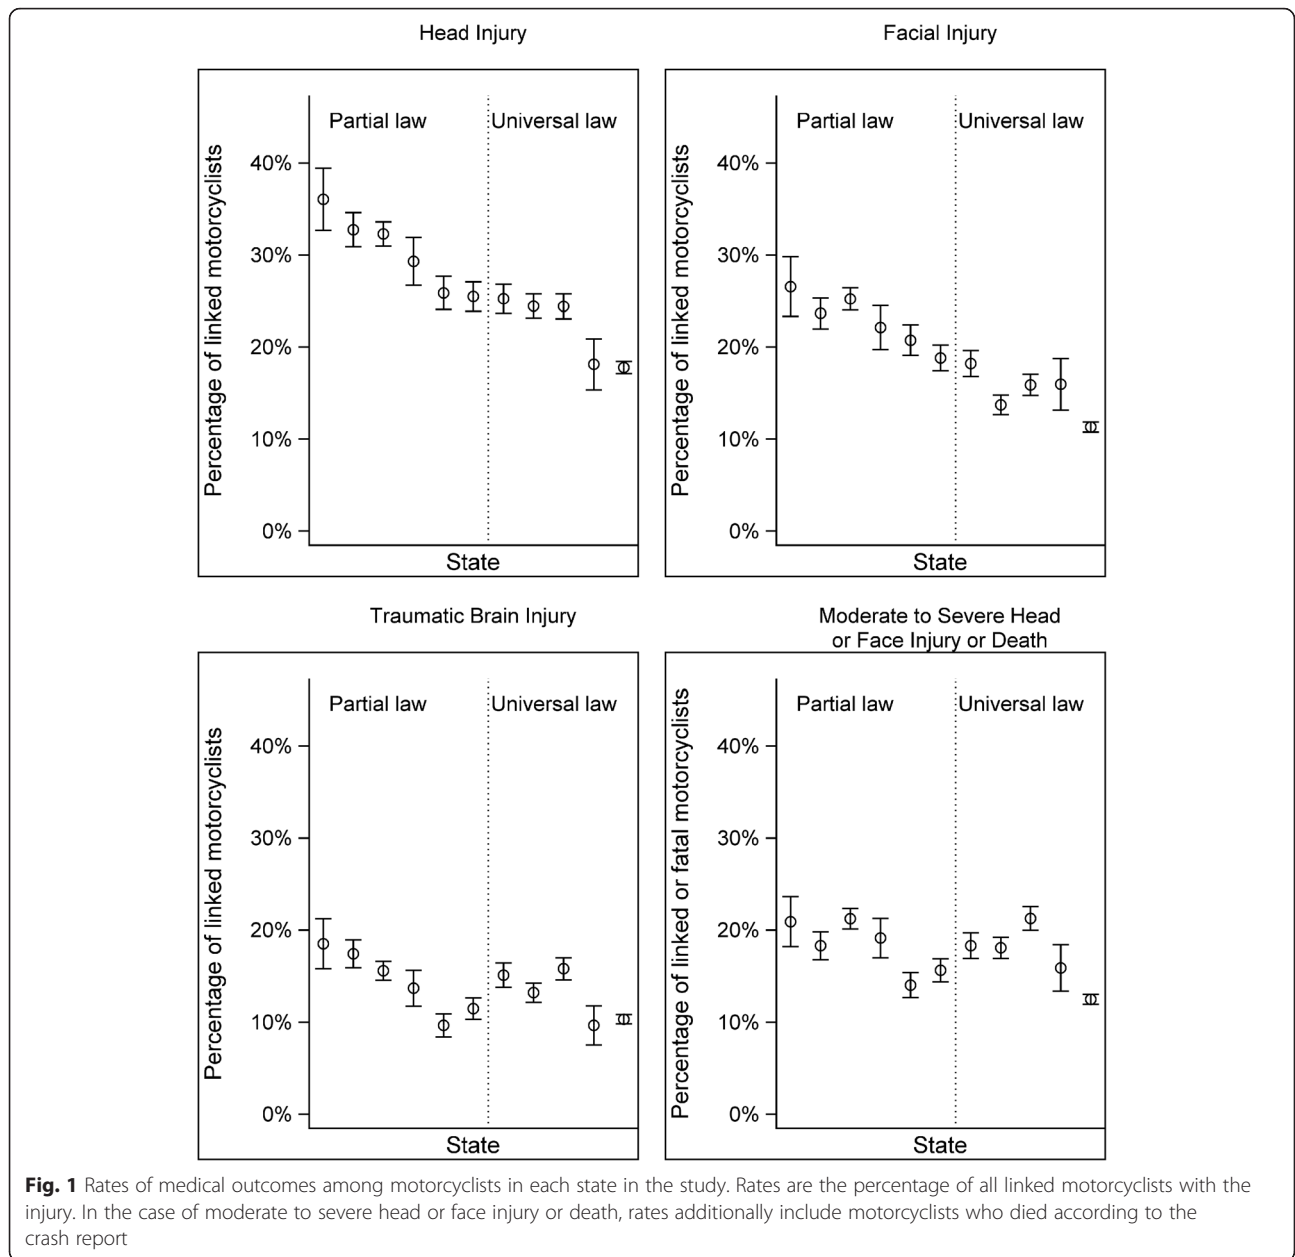 Head Injury
Facial Injury
Partial law
Universal law
Percentage of linked motorcyclists
40%
30%
20%
10%
0%
State
Partial law
Universal law
Percentage of linked motorcyclists
40%
30%
20%
10%
0%
State
Traumatic Brain Injury
Moderate to Severe Head
or Face Injury or Death
Partial law
Universal law
Percentage of linked motorcyclists
40%
30%
20%
10%
0%
State
Partial law
Universal law
Percentage of linked or fatal motorcyclists
40%
30%
20%
10%
0%
State
Fig. 1 Rates of medical outcomes among motorcyclists in each state in the study. Rates are the percentage of all linked motorcyclists with the
injury. In the case of moderate to severe head or face injury or death, rates additionally include motorcyclists who died according to the
crash report